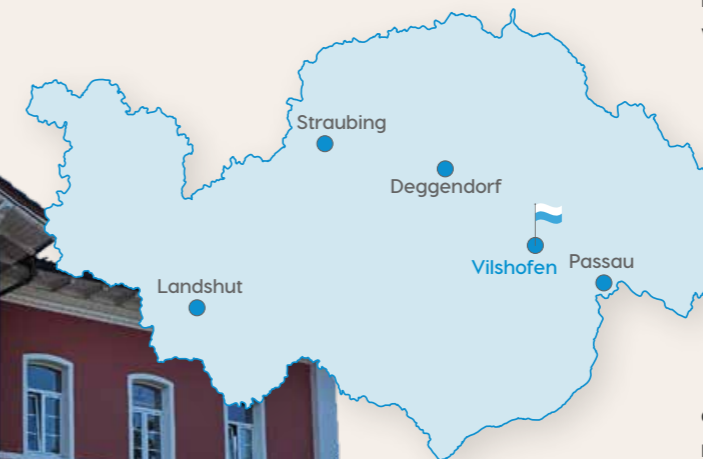 Straubing
Deggendorf
Vilshofen
Passau
Landshut